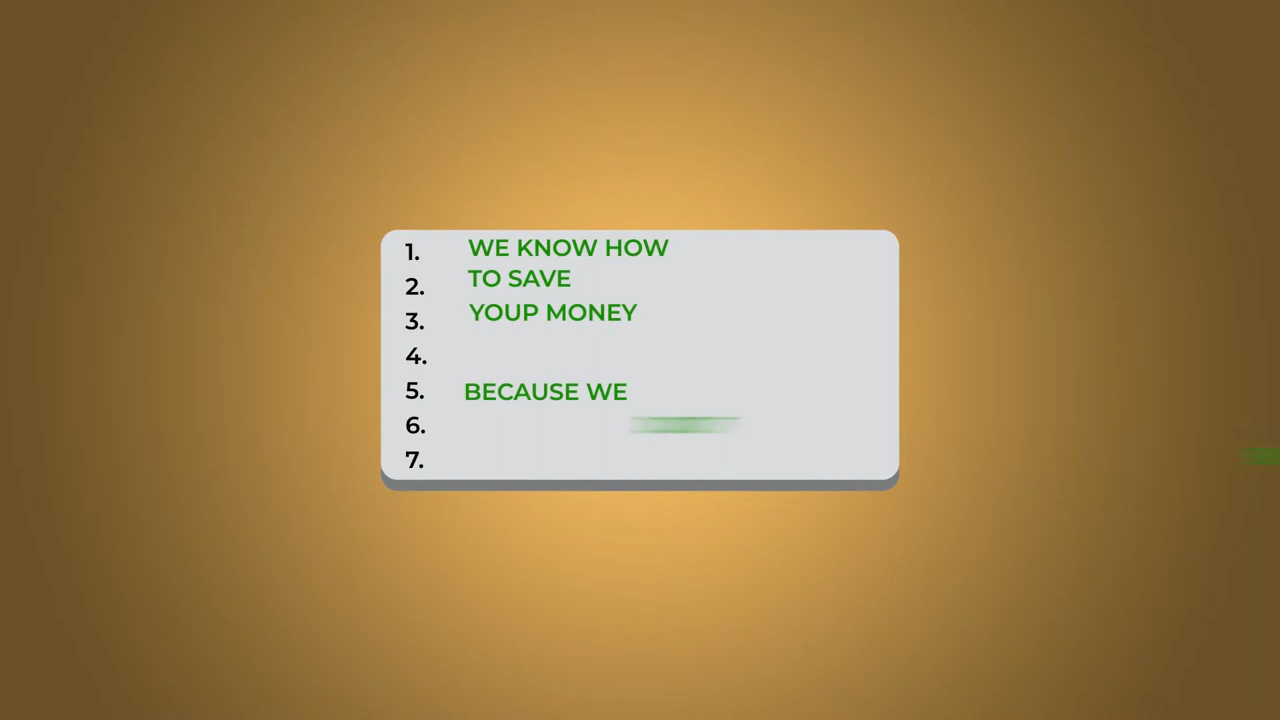 1. WE KNOW HOW
2. TO SAVE
3. YOUP MONEY
4.
5. BECAUSE WE
6.
7.